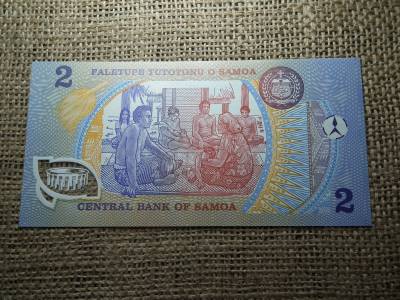 2
FALETUPE TUTOTONU O SAMOA
CENTRAL BANK OF SAMOA
2